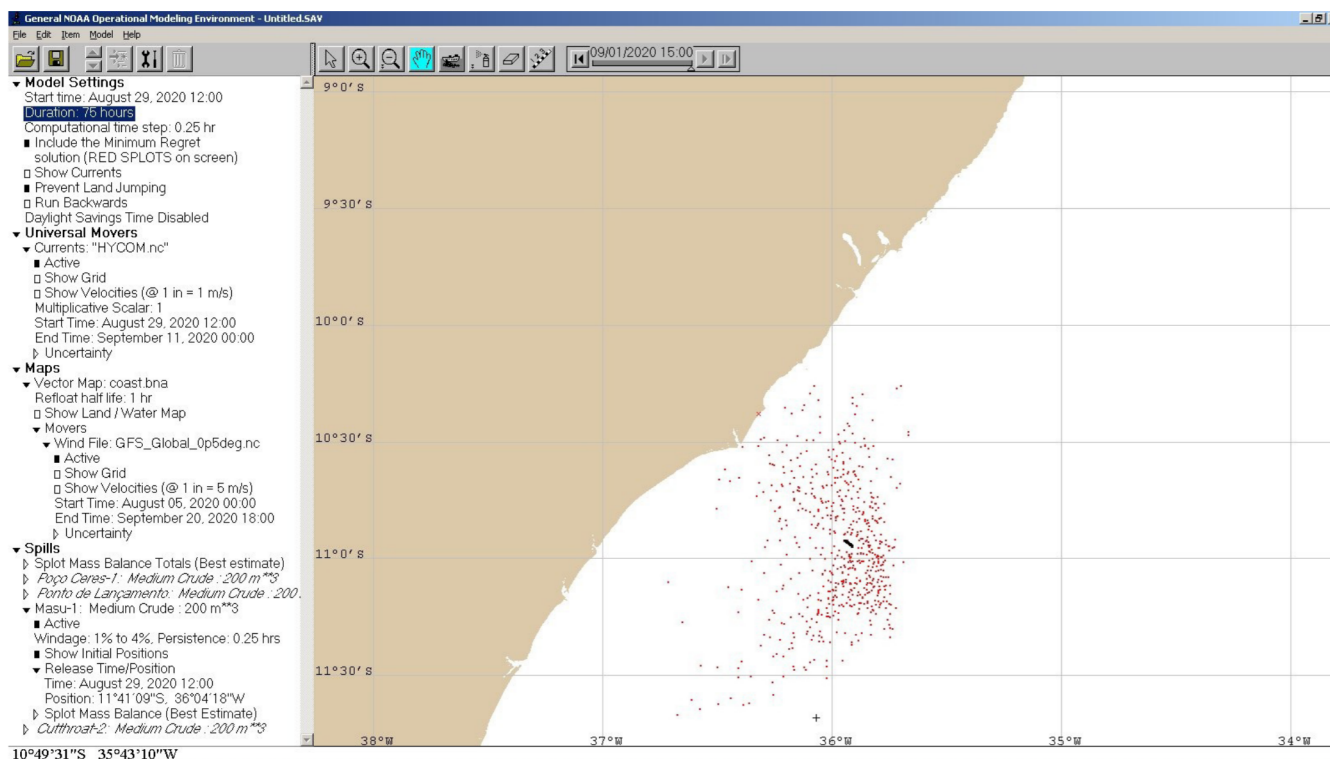 General NOAA Operational Modeling Environment - Untitled.SAV
File Edit Item Model Help
09/01/2020 15:00
Model Settings
Start time: August 29, 2020 12:00
Duration: 75 hours
Computational time step: 0.25 hr
Include the Minimum Regret
solution (RED SPLOTS on screen)
Show Currents
Prevent Land Jumping
Run Backwards
Daylight Savings Time Disabled
Universal Movers
Currents: "HYCOM.nc"
Active
Show Grid
Show Velocities (@ 1 in = 1 m/s)
Multiplicative Scalar: 1
Start Time: August 29, 2020 12:00
End Time: September 11, 2020 00:00
Uncertainty
Maps
Vector Map: coast.bna
Refloat half life: 1 hr
Show Land / Water Map
Movers
Wind File: GFS_Global_0p5deg.nc
Active
Show Grid
Show Velocities (@ 1 in = 5 m/s)
Start Time: August 05, 2020 00:00
End Time: September 20, 2020 18:00
Uncertainty
Spills
Splot Mass Balance Totals (Best estimate)
Poço Ceres-1: Medium Crude : 200 m**3
Ponto de Lançamento: Medium Crude : 200
Masu-1: Medium Crude : 200 m**3
Active
Windage: 1% to 4%, Persistence: 0.25 hrs
Show Initial Positions
Release Time/Position
Time: August 29, 2020 12:00
Position: 11°41'09"S, 36°04'18"W
Splot Mass Balance (Best Estimate)
Cutthroat-2: Medium Crude : 200 m**3
9°0' S
9°30' S
10°0' S
10°30' S
11°0' S
11°30' S
38°W 37°W 36°W 35°W 34°W
10°49'31"S 35°43'10"W